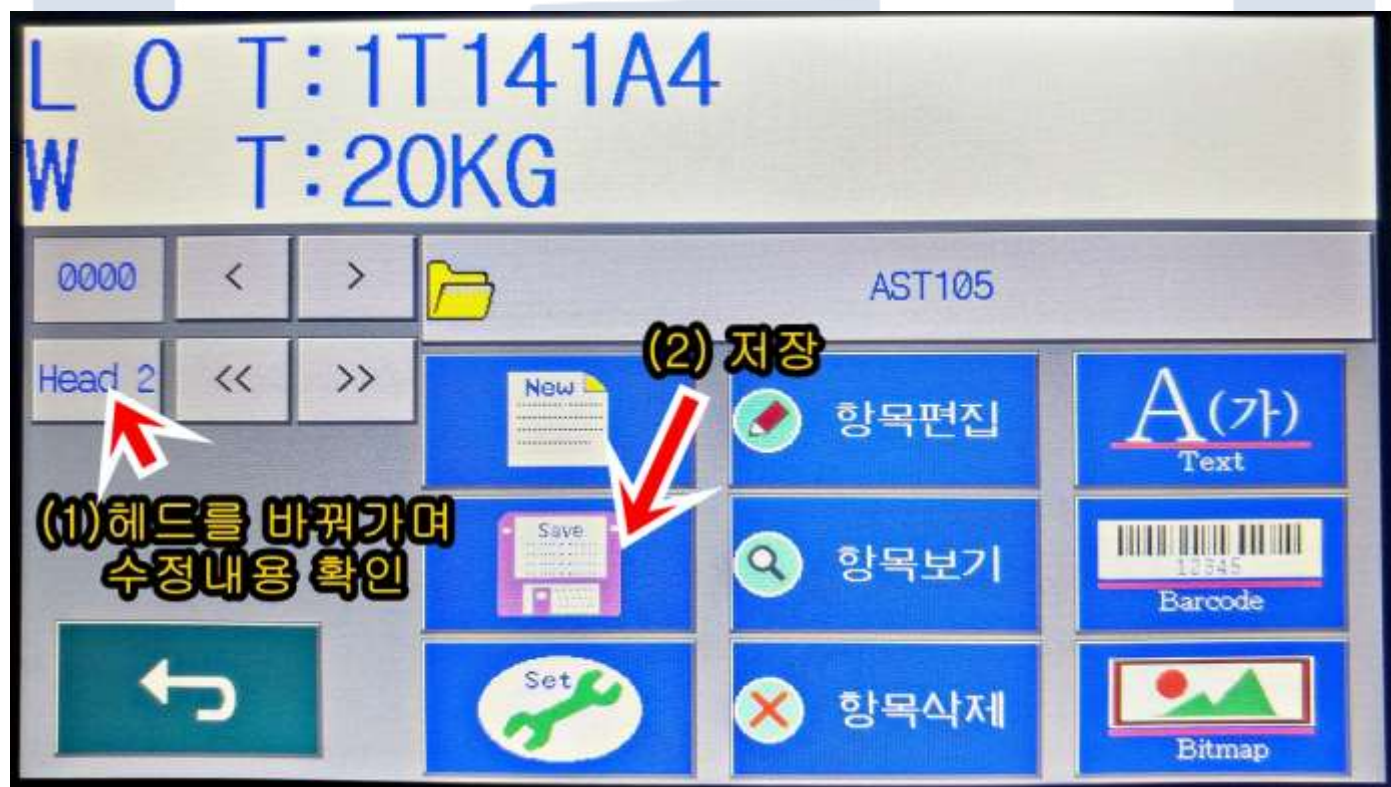 L O T:1T141A4
W T:20KG
0000 < > AST105
(2) 저장
Head 2 << >>
New
항목편집
A(가)
Text
(1)헤드를 바꿔가며
수정내용 확인
Save
항목보기
12345
Barcode
Set
항목삭제
Bitmap